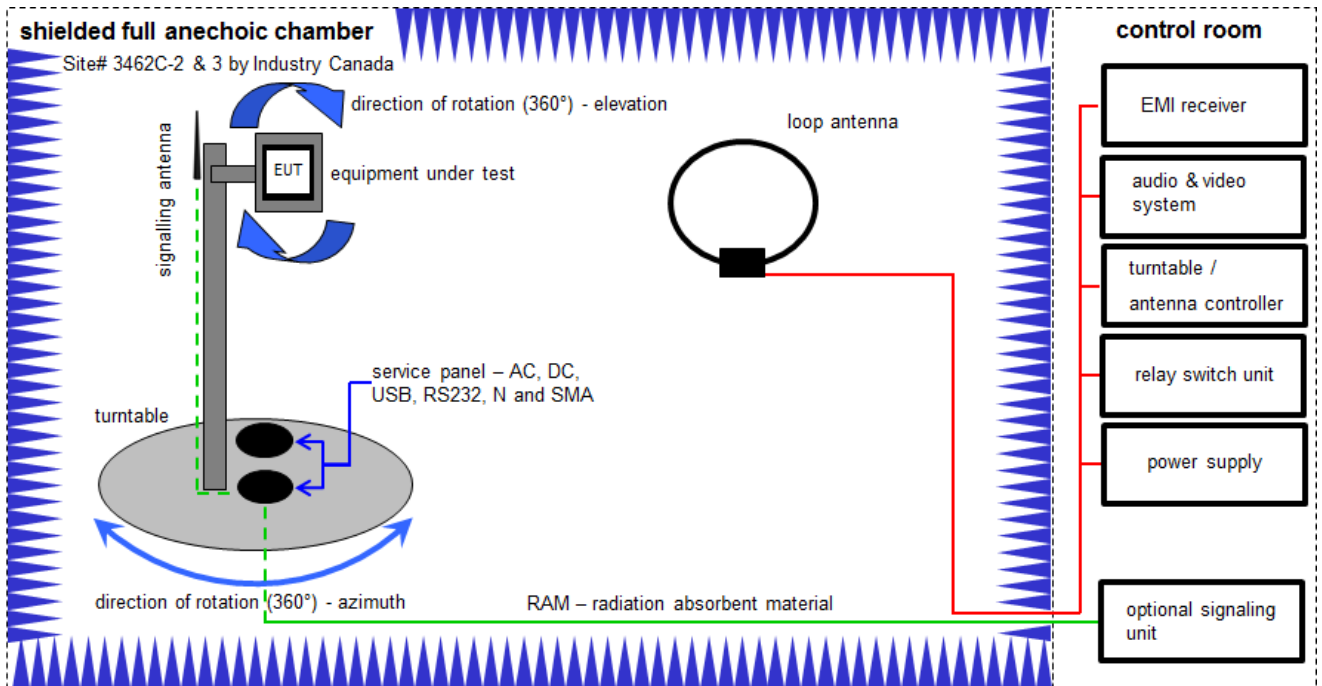 shielded full anechoic chamber
Site# 3462C-2 & 3 by Industry Canada
direction of rotation (360°) - elevation
signalling antenna
EUT
equipment under test
loop antenna
service panel – AC, DC,
USB, RS232, N and SMA
turntable
direction of rotation (360°) - azimuth
RAM – radiation absorbent material
control room
EMI receiver
audio & video
system
turntable /
antenna controller
relay switch unit
power supply
optional signaling
unit